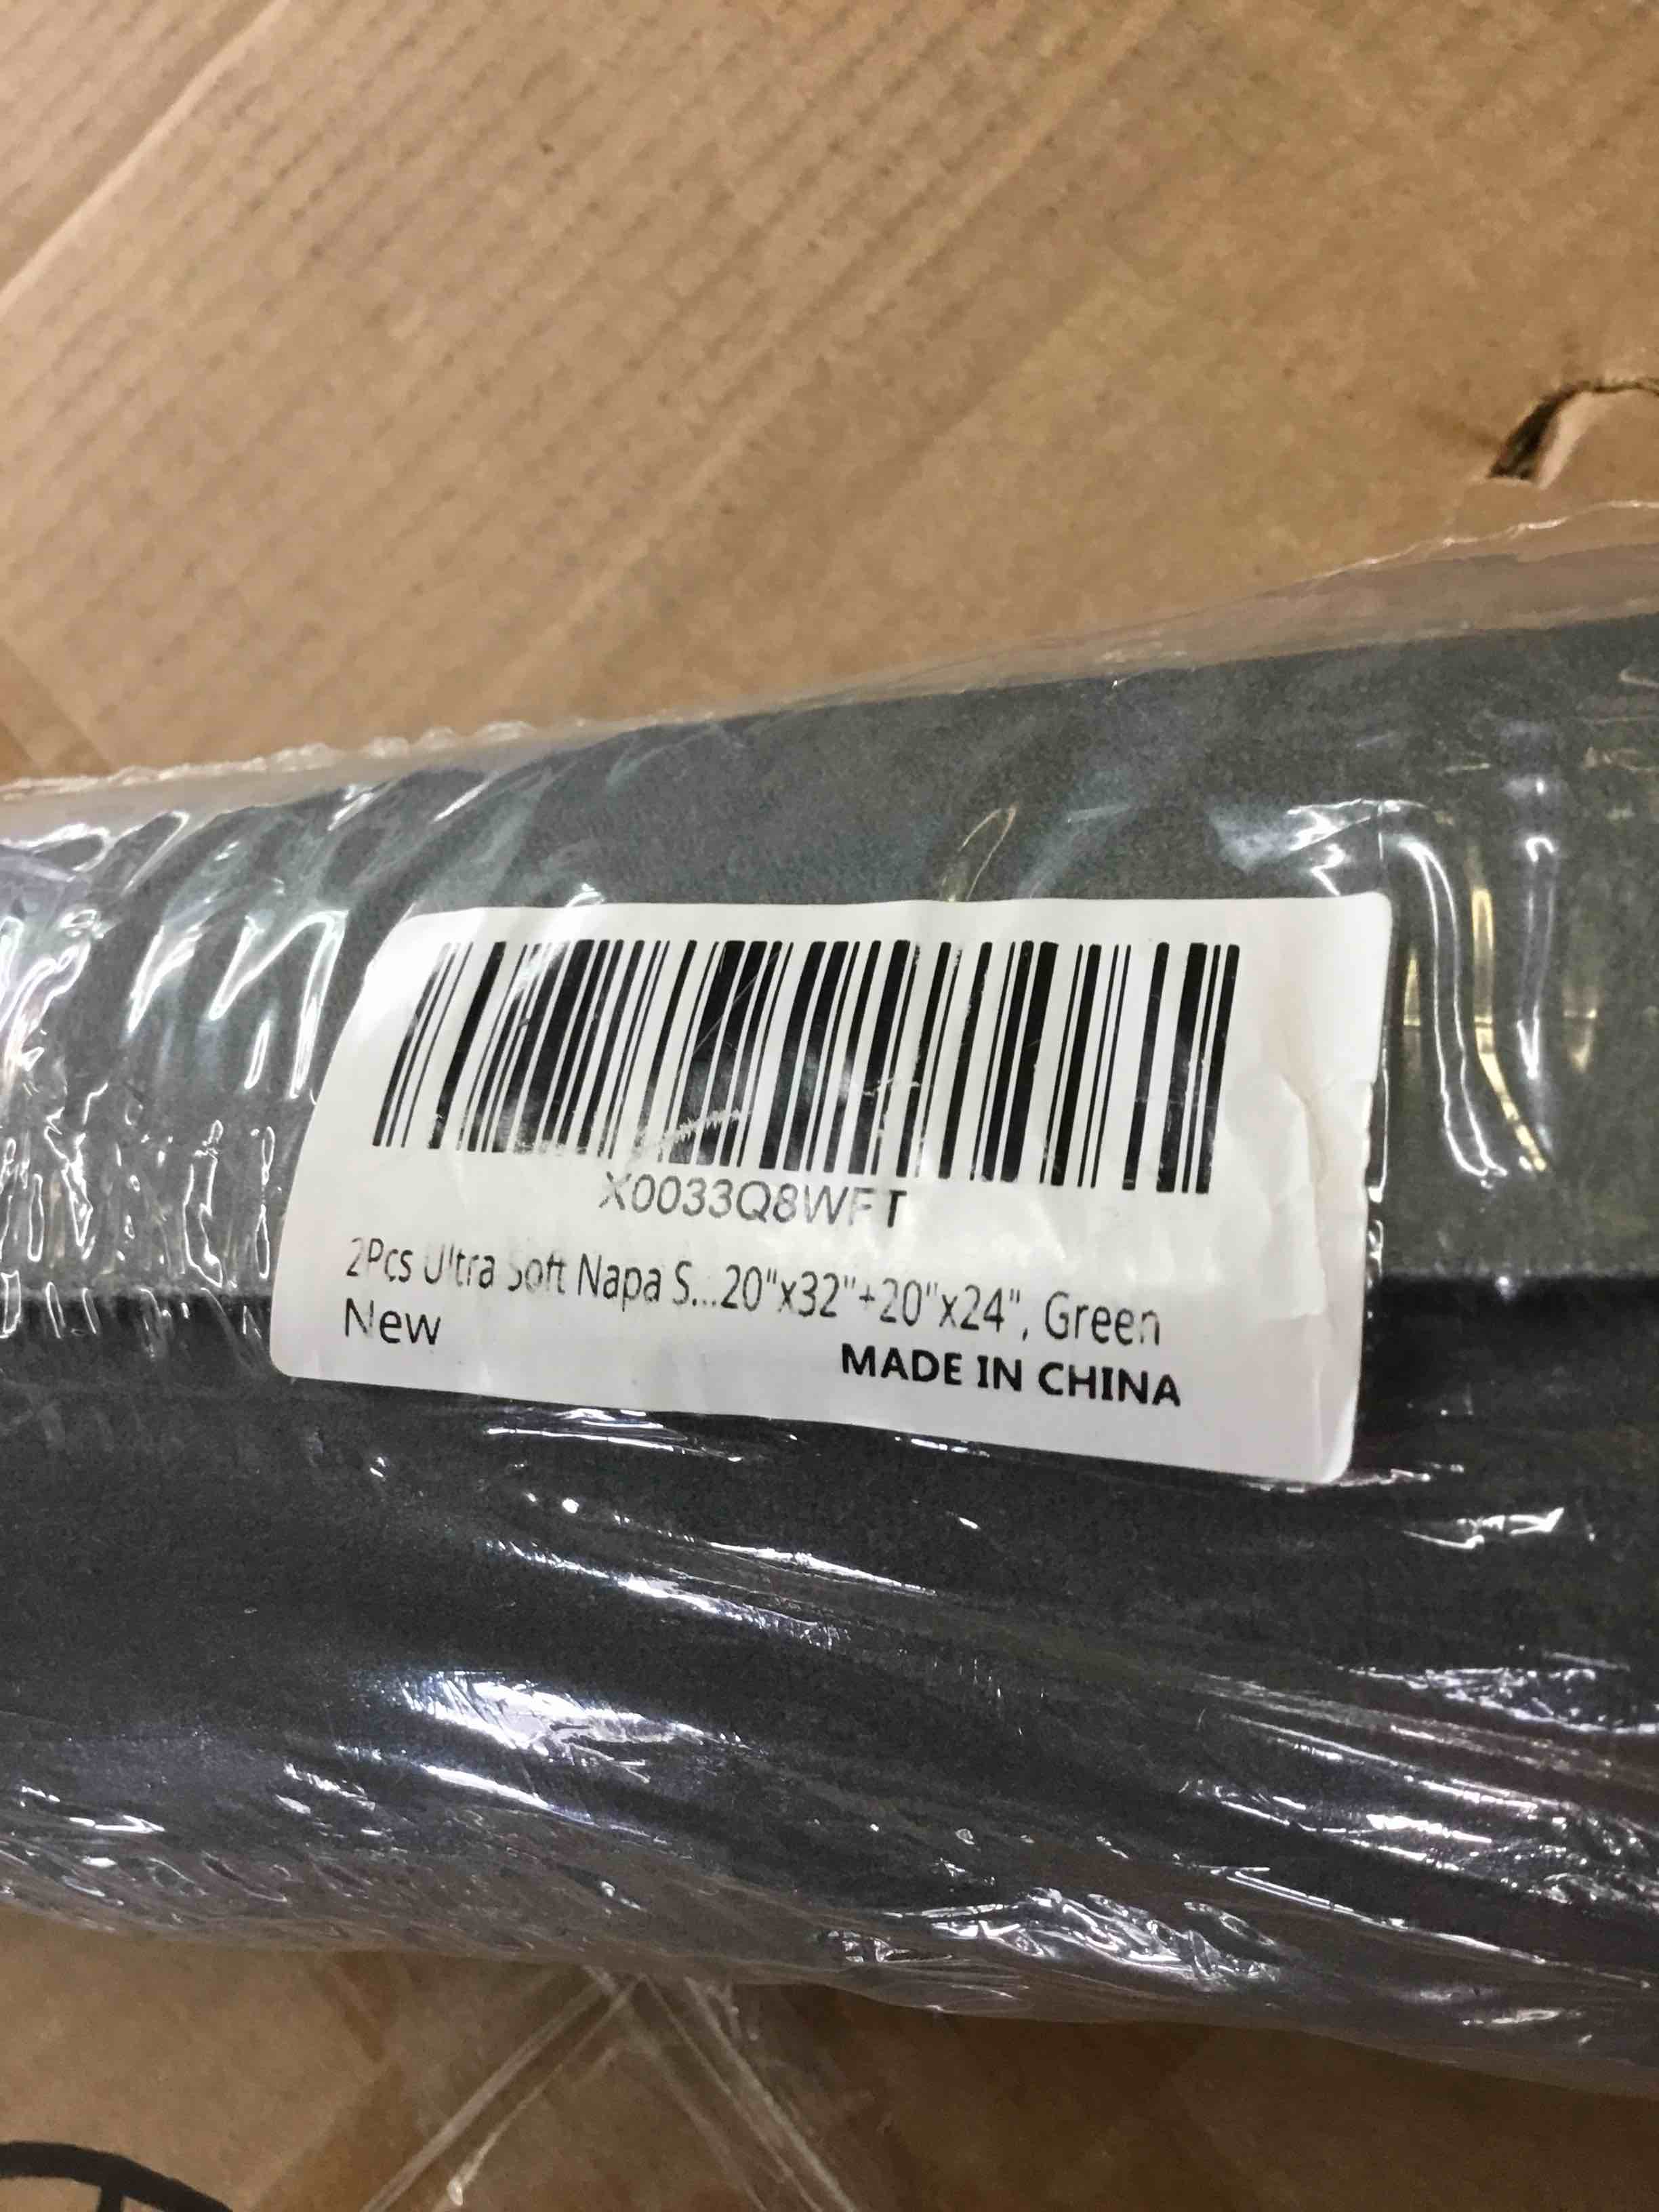 X0033Q8WFT
2Pcs Ultra Soft Napa S...20"x32"+20"x24", Green
New
MADE IN CHINA